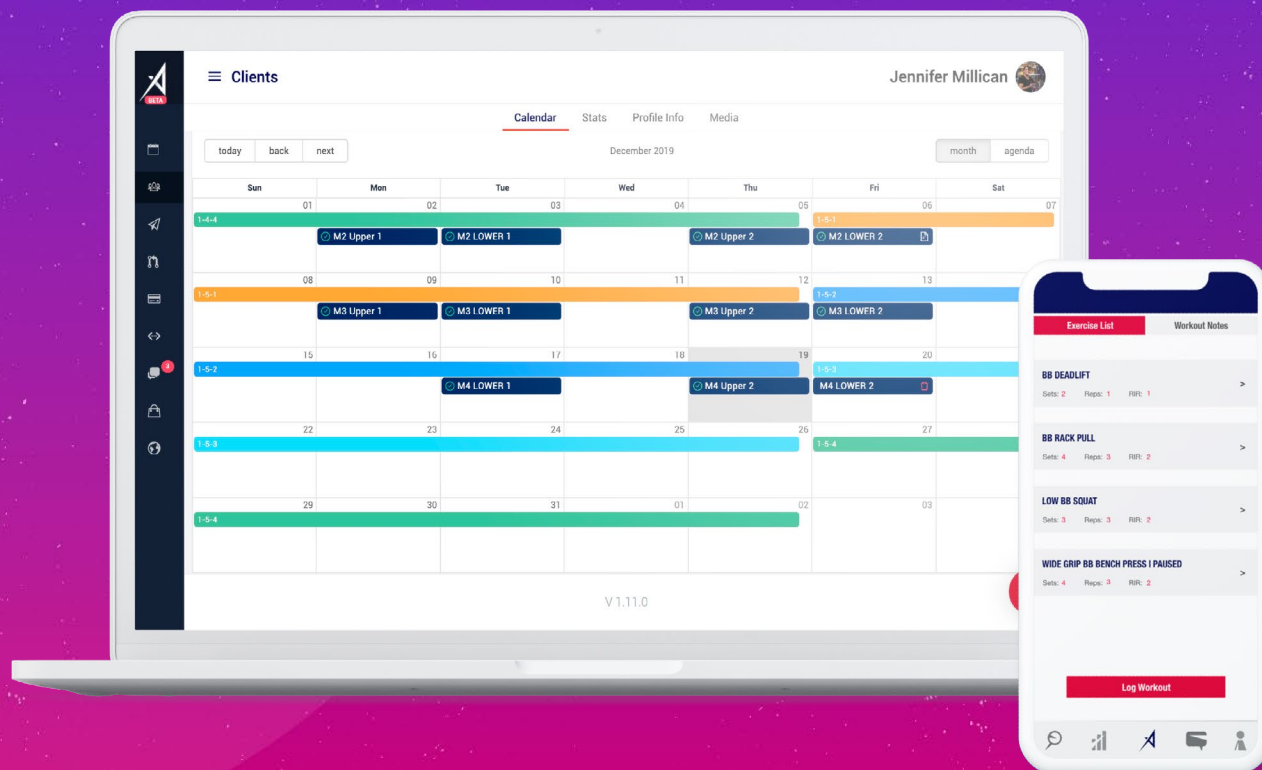 BETA
Clients
Jennifer Millican
Calendar Stats Profile Info Media
today back next
December 2019
month agenda
Sun Mon Tue Wed Thu Fri Sat
01 02 03 04 05 06 07
1-4-4 1-5-1
M2 Upper 1 M2 LOWER 1 M2 Upper 2 M2 LOWER 2
08 09 10 11 12 13
1-5-1 1-5-2
M3 Upper 1 M3 LOWER 1 M3 Upper 2 M3 LOWER 2
15 16 17 18 19 20
3
1-5-2 1-5-3
M4 LOWER 1 M4 Upper 2 M4 LOWER 2
22 23 24 25 26 27
1-5-3 1-5-4
29 30 31 01 02 03
1-5-4
V 1.11.0
Exercise List Workout Notes
BB DEADLIFT
Sets: 2 Reps: 1 RIR: 1
>
BB RACK PULL
Sets: 4 Reps: 3 RIR: 2
>
LOW BB SQUAT
Sets: 3 Reps: 3 RIR: 2
>
WIDE GRIP BB BENCH PRESS I PAUSED
Sets: 4 Reps: 3 RIR: 2
>
Log Workout